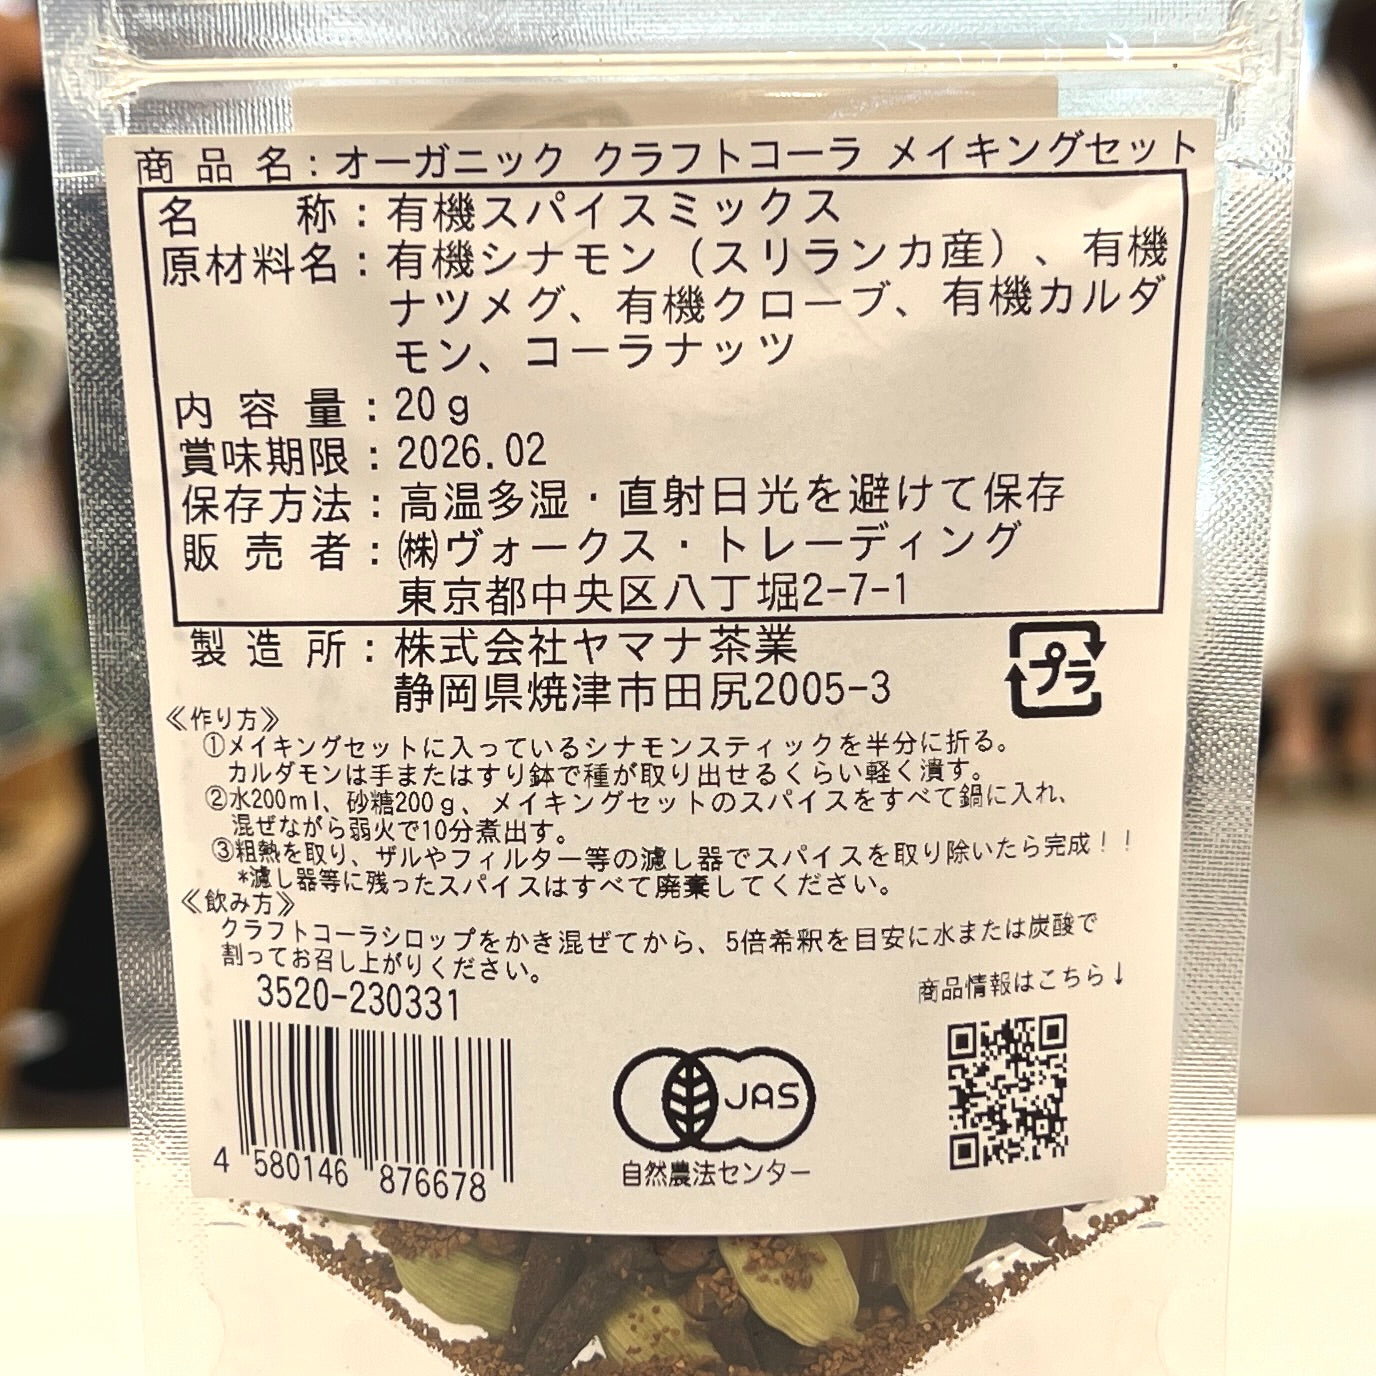 商品名：オーガニック クラフトコーラ メイキングセット
名称：有機スパイスミックス
原材料名：有機シナモン（スリランカ産）、有機
ナツメグ、有機クローブ、有機カルダ
モン、コーラナッツ
内容量：20g
賞味期限：2026.02
保存方法：高温多湿・直射日光を避けて保存
販売者：㈱ヴォークス・トレーディング
東京都中央区八丁堀2-7-1
製造所：株式会社ヤマナ茶業
静岡県焼津市田尻2005-3
プラ
《作り方》
①メイキングセットに入っているシナモンスティックを半分に折る。
カルダモンは手またはすり鉢で種が取り出せるくらい軽く潰す。
②水200ml、砂糖200g、メイキングセットのスパイスをすべて鍋に入れ、
混ぜながら弱火で10分煮出す。
③粗熱を取り、ザルやフィルター等の濾し器でスパイスを取り除いたら完成！！
*濾し器等に残ったスパイスはすべて廃棄してください。
《飲み方》
クラフトコーラシロップをかき混ぜてから、5倍希釈を目安に水または炭酸で
割ってお召し上がりください。
3520-230331
商品情報はこちら↓
4 580146 876678
JAS
自然農法センター